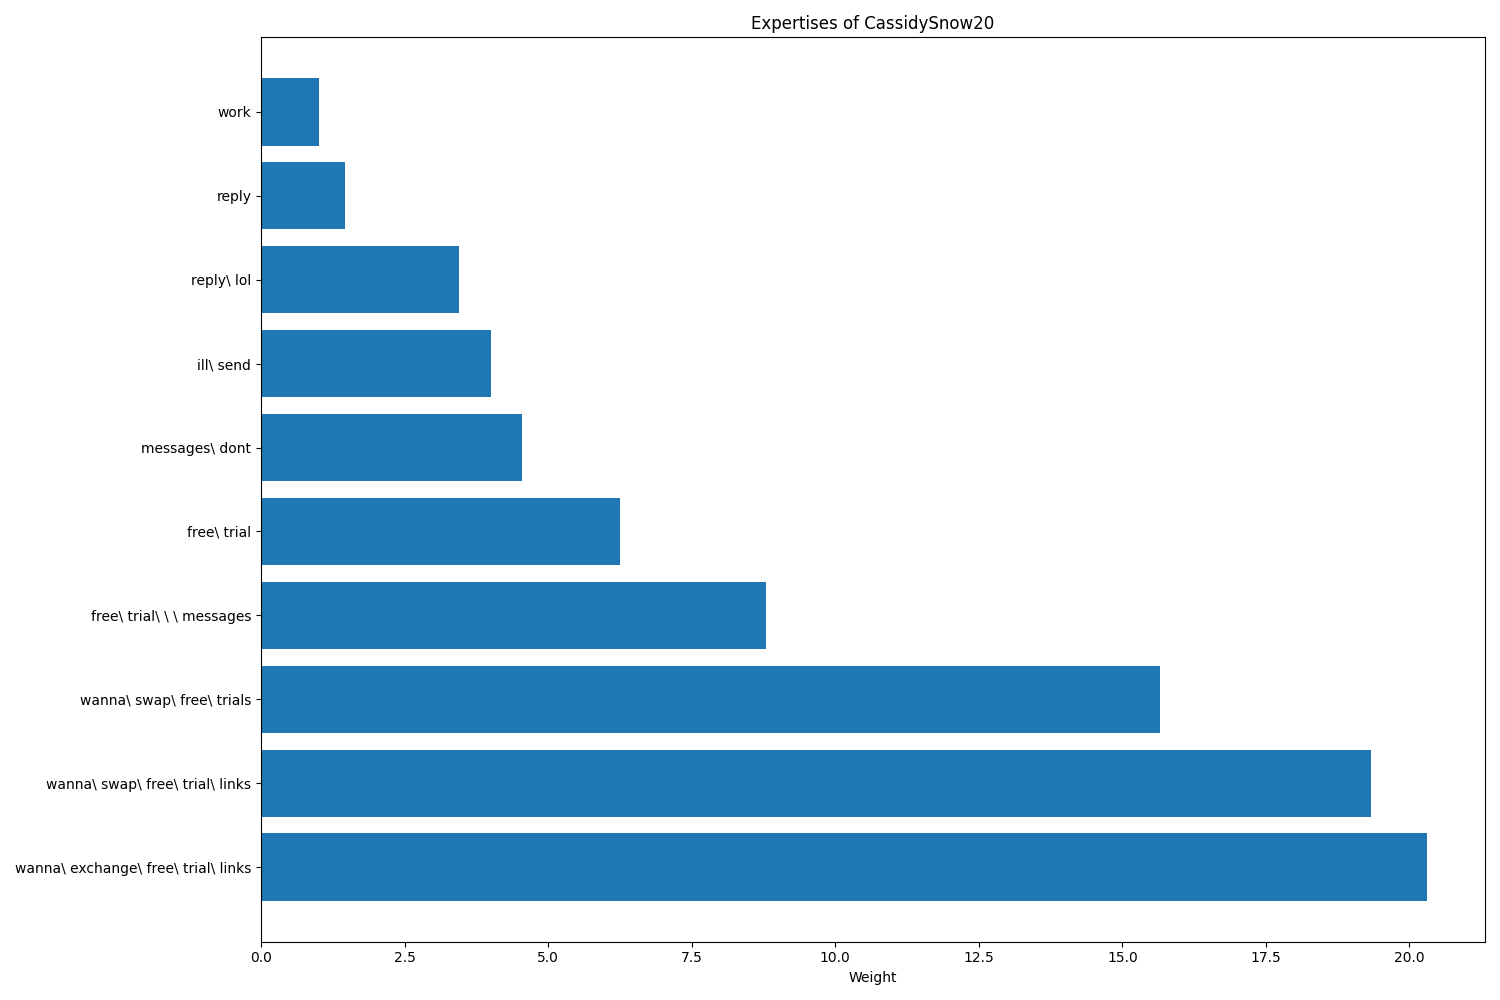 Expertises of CassidySnow20
work
reply
reply\ lol
ill\ send
messages\ dont
free\ trial
free\ trial\ \ \ messages
wanna\ swap\ free\ trials
wanna\ swap\ free\ trial\ links
wanna\ exchange\ free\ trial\ links
0.0 2.5 5.0 7.5 10.0 12.5 15.0 17.5 20.0
Weight